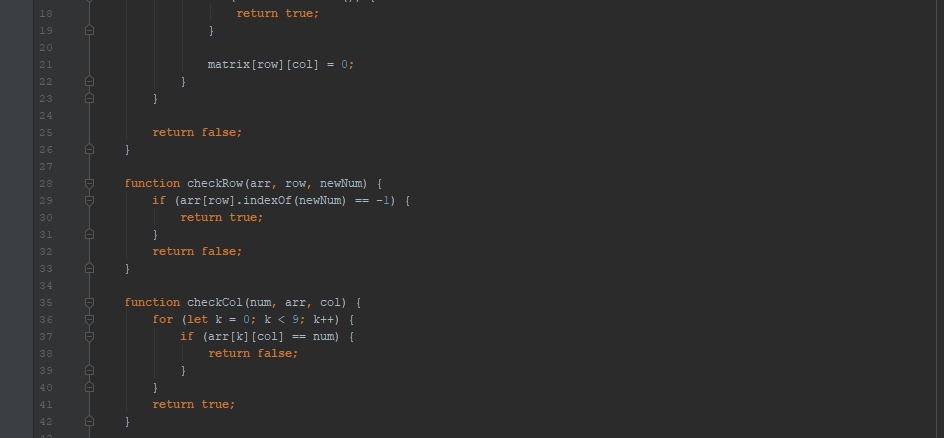 18 return true;
19 }
20
21 matrix[row][col] = 0;
22 }
23 }
24
25 return false;
26 }
27
28 function checkRow(arr, row, newNum) {
29 if (arr[row].indexOf(newNum) == -1) {
30 return true;
31 }
32 return false;
33 }
34
35 function checkCol(num, arr, col) {
36 for (let k = 0; k < 9; k++) {
37 if (arr[k][col] == num) {
38 return false;
39 }
40 }
41 return true;
42 }